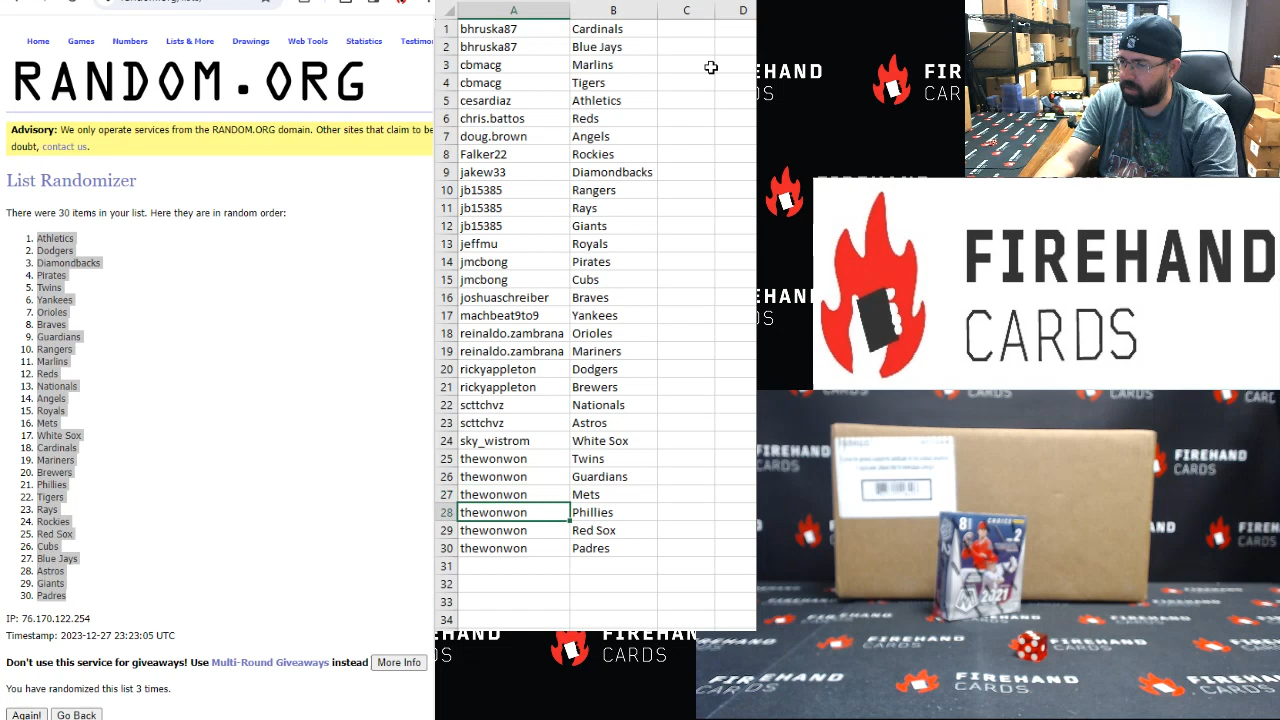 Home Games Numbers Lists & More Drawings Web Tools Statistics Testimo
RANDOM.ORG
Advisory: We only operate services from the RANDOM.ORG domain. Other sites that claim to be
doubt, contact us.
List Randomizer
There were 30 items in your list. Here they are in random order:
1. Athletics
2. Dodgers
3. Diamondbacks
4. Pirates
5. Twins
6. Yankees
7. Orioles
8. Braves
9. Guardians
10. Rangers
11. Marlins
12. Reds
13. Nationals
14. Angels
15. Royals
16. Mets
17. White Sox
18. Cardinals
19. Mariners
20. Brewers
21. Phillies
22. Tigers
23. Rays
24. Rockies
25. Red Sox
26. Cubs
27. Blue Jays
28. Astros
29. Giants
30. Padres
IP: 76.170.122.254
Timestamp: 2023-12-27 23:23:05 UTC
Don't use this service for giveaways! Use Multi-Round Giveaways instead More Info
You have randomized this list 3 times.
Again! Go Back
A B C D
1 bhruska87 Cardinals
2 bhruska87 Blue Jays
3 cbmacg Marlins
4 cbmacg Tigers
5 cesardiaz Athletics
6 chris.battos Reds
7 doug.brown Angels
8 Falker22 Rockies
9 jakew33 Diamondbacks
10 jb15385 Rangers
11 jb15385 Rays
12 jb15385 Giants
13 jeffmu Royals
14 jmcbong Pirates
15 jmcbong Cubs
16 joshuaschreiber Braves
17 machbeat9to9 Yankees
18 reinaldo.zambrana Orioles
19 reinaldo.zambrana Mariners
20 rickyappleton Dodgers
21 rickyappleton Brewers
22 scttchvz Nationals
23 scttchvz Astros
24 sky_wistrom White Sox
25 thewonwon Twins
26 thewonwon Guardians
27 thewonwon Mets
28 thewonwon Phillies
29 thewonwon Red Sox
30 thewonwon Padres
31
32
33
34
FIREHAND
CARDS
8
CHOICE
2
2021
FIREHAND
CARDS